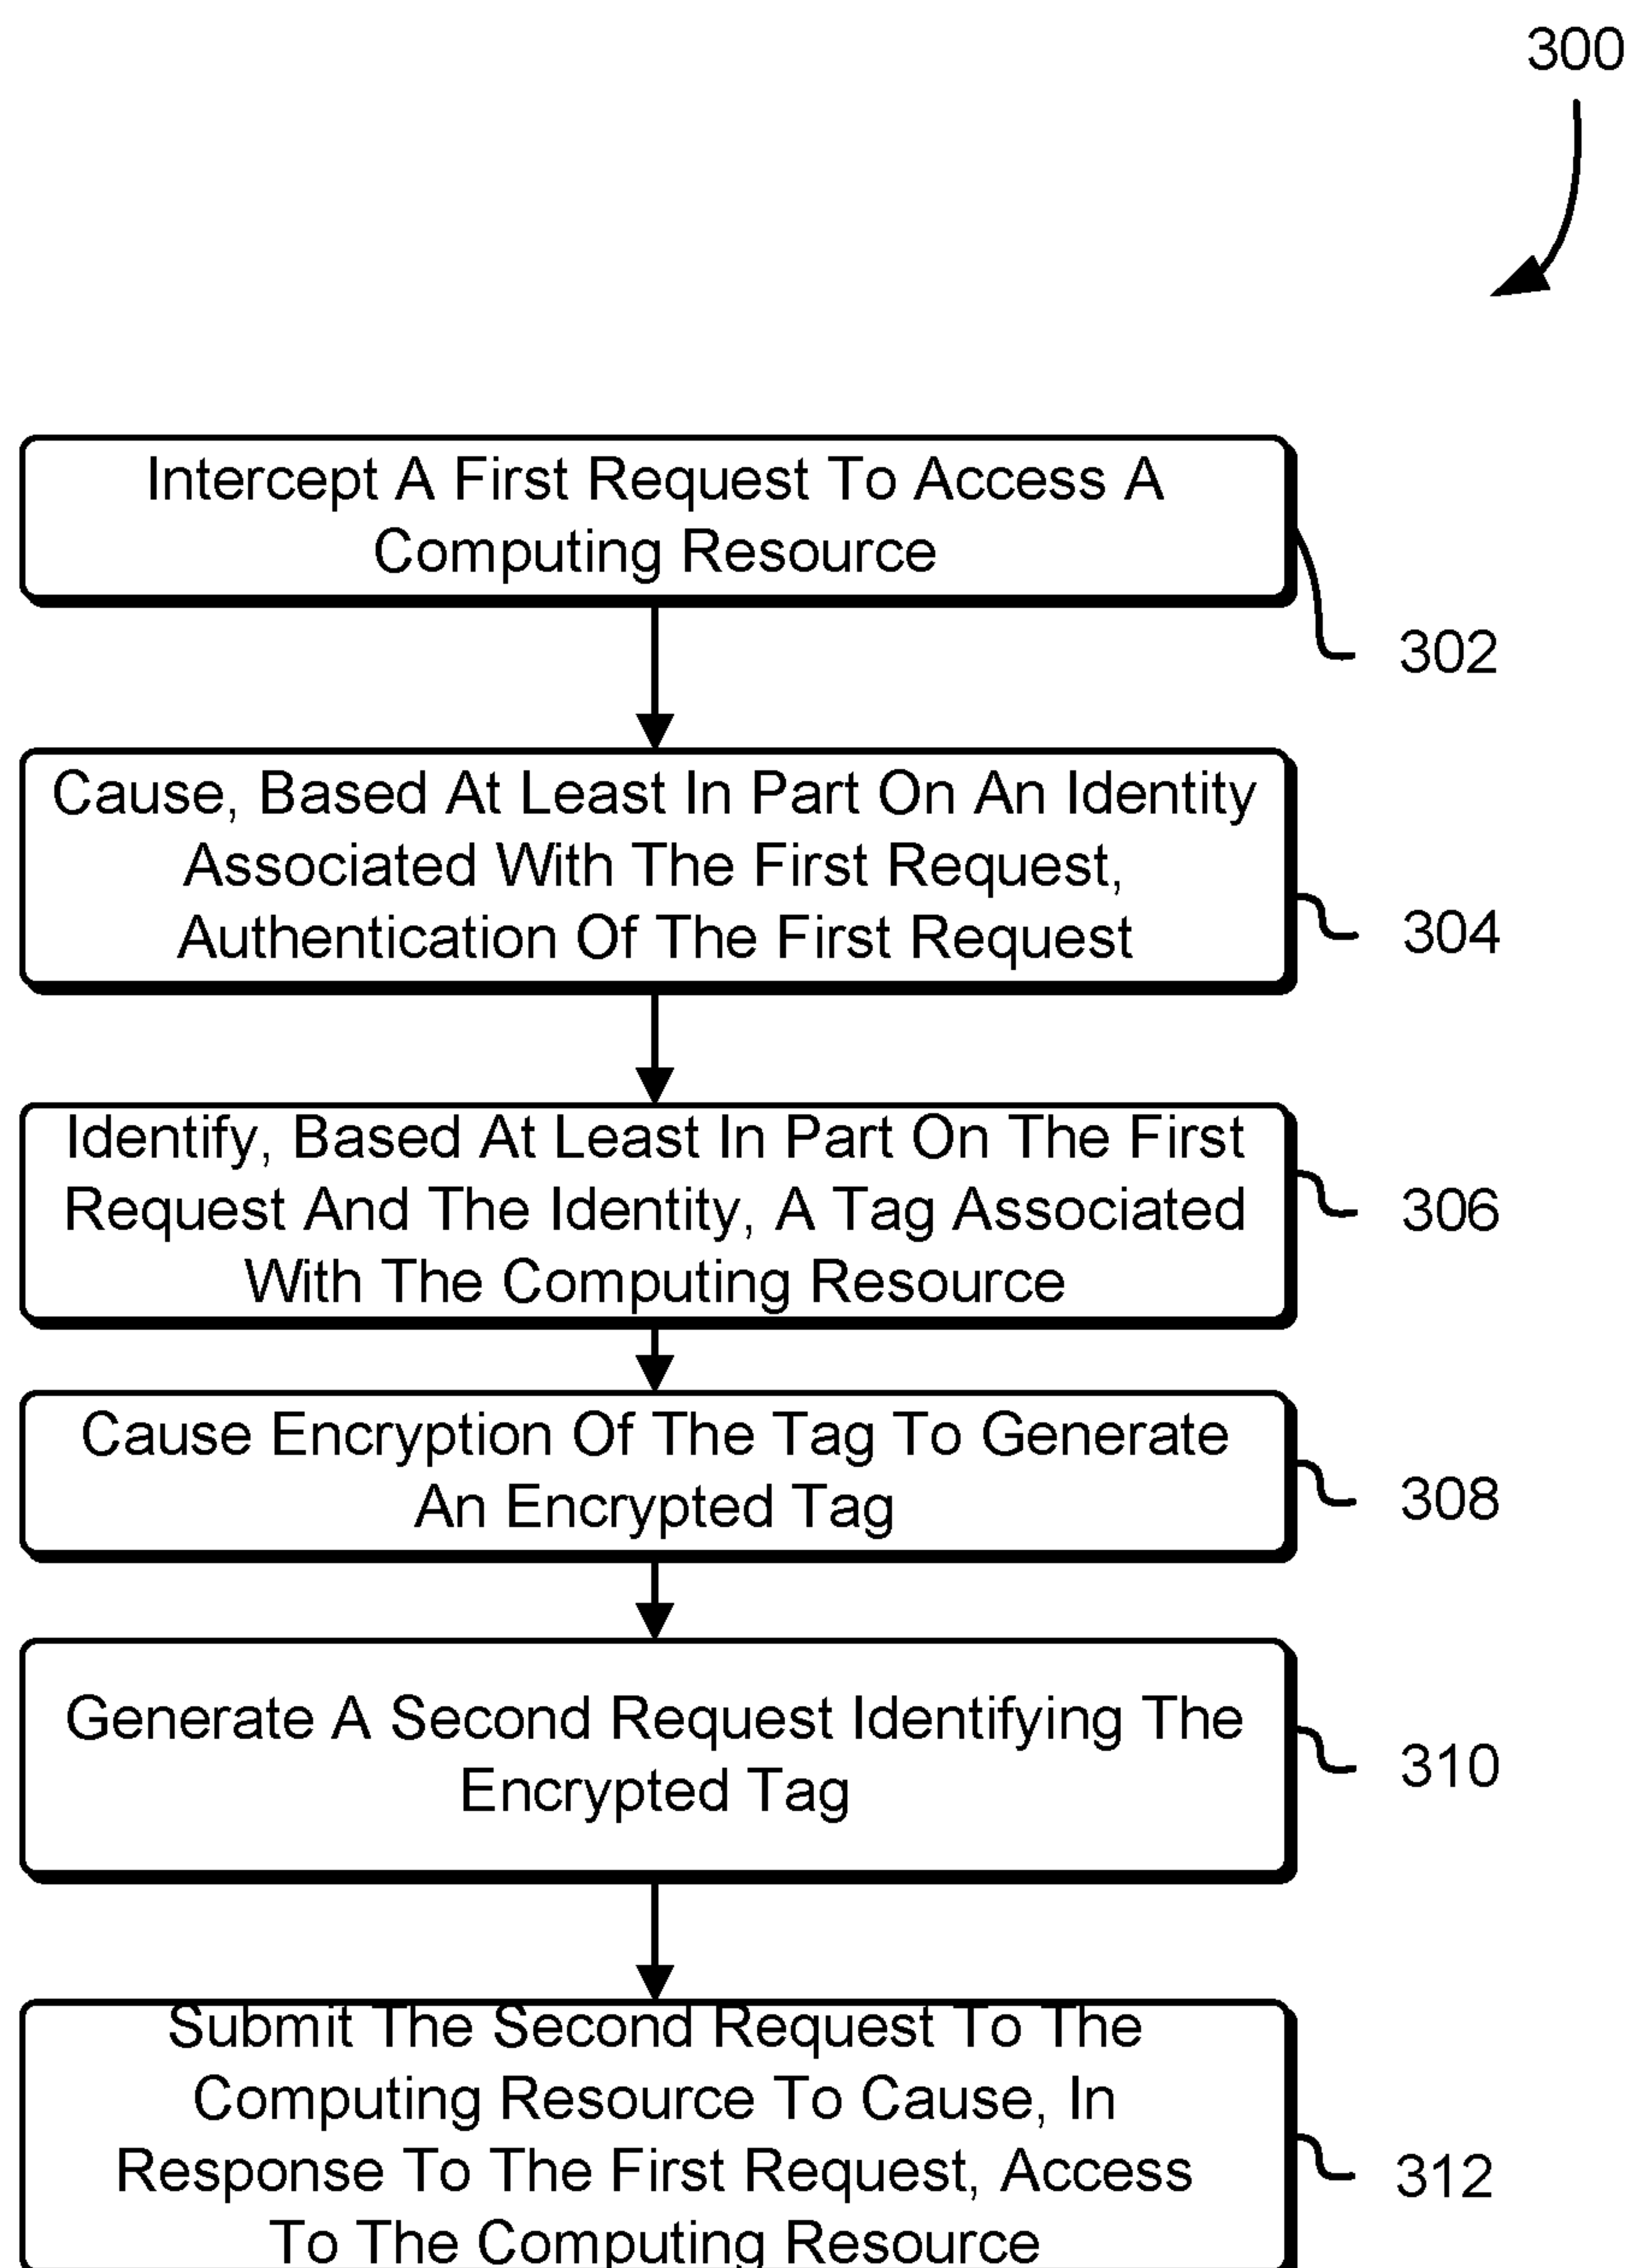 300
Intercept A First Request To Access A
Computing Resource
302
Cause, Based At Least In Part On An Identity
Associated With The First Request,
Authentication Of The First Request
304
Identify, Based At Least In Part On The First
Request And The Identity, A Tag Associated
With The Computing Resource
306
Cause Encryption Of The Tag To Generate
An Encrypted Tag
308
Generate A Second Request Identifying The
Encrypted Tag
310
Submit The Second Request To The
Computing Resource To Cause, In
Response To The First Request, Access
To The Computing Resource
312